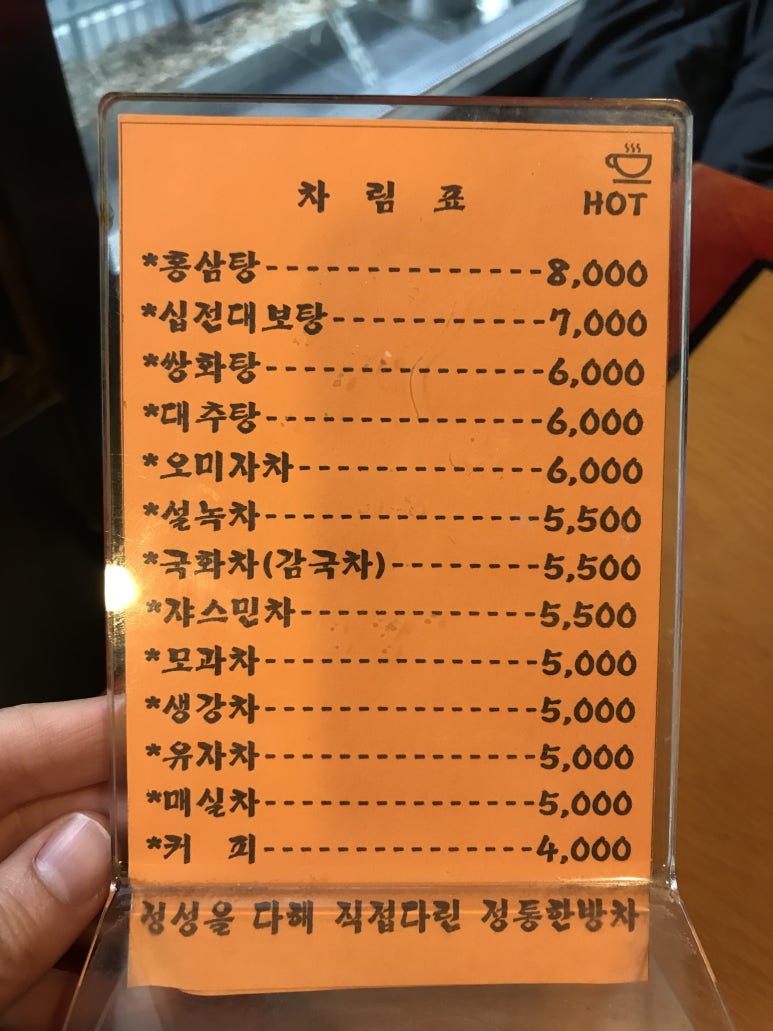 차 림 표
HOT
*홍삼탕---------------8,000
*십전대보탕------------7,000
*쌍화탕---------------6,000
*대추탕---------------6,000
*오미자차-------------6,000
*설녹차---------------5,500
*국화차(감국차)--------5,500
*쟈스민차-------------5,500
*모과차---------------5,000
*생강차---------------5,000
*유자차---------------5,000
*매실차---------------5,000
*커 피---------------4,000
정성을 다해 직접다린 정통한방차